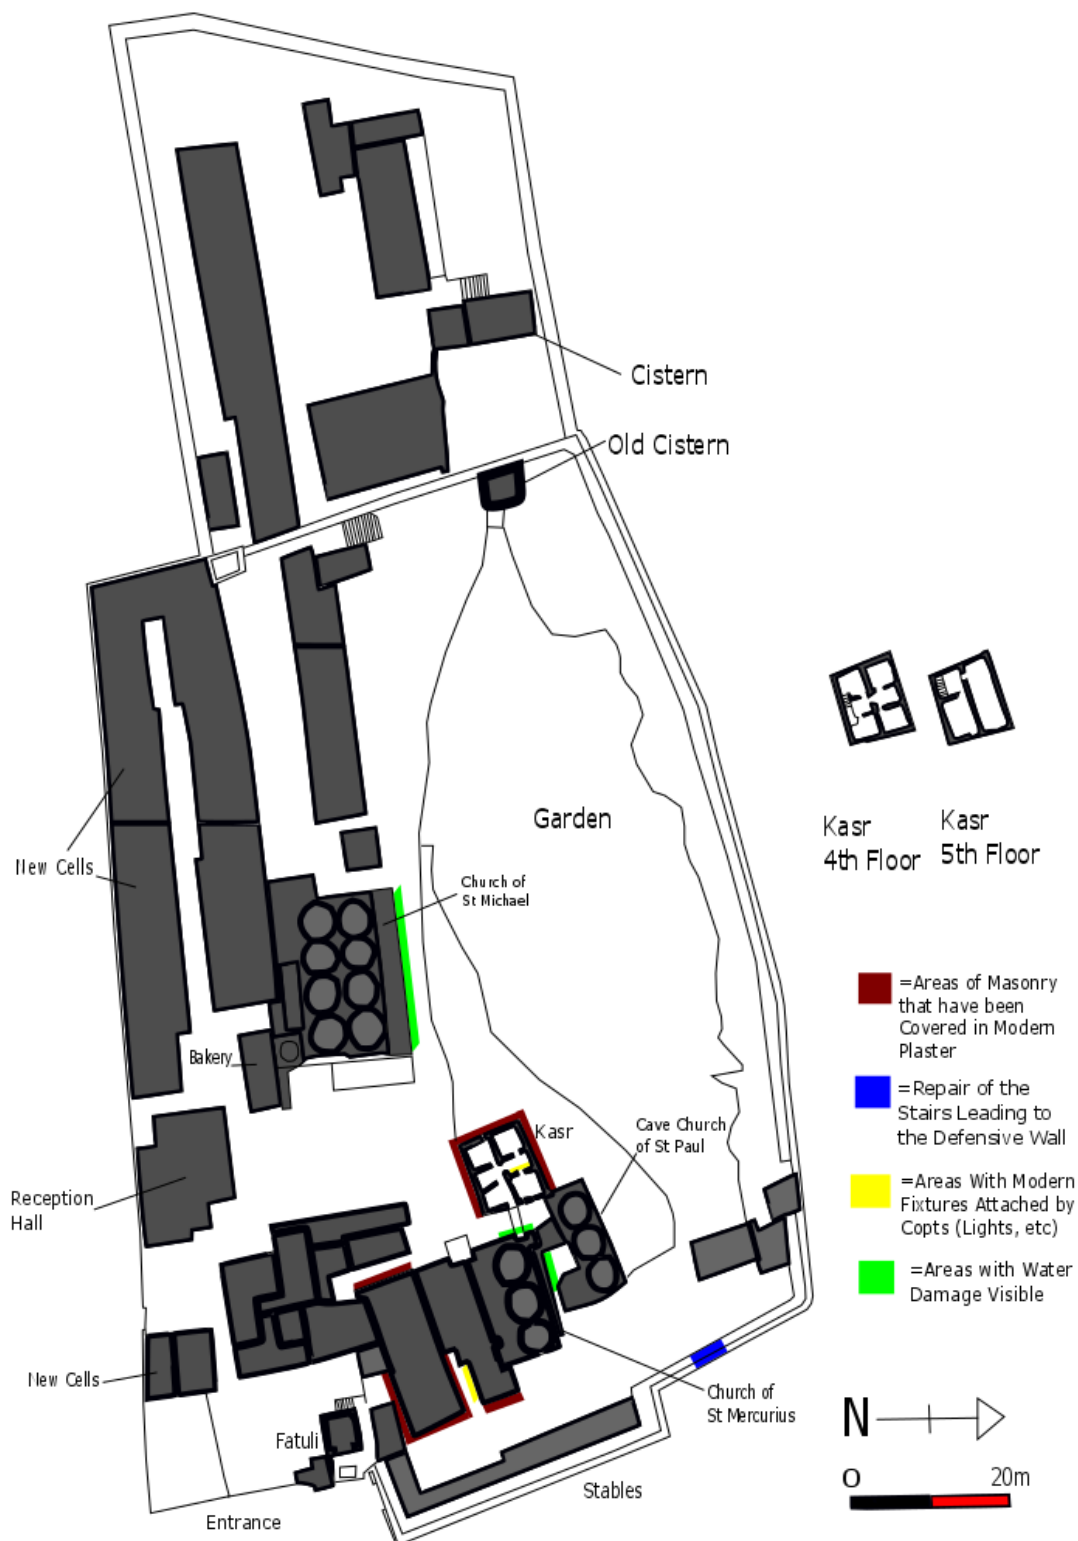 Cistern
Old Cistern
Garden
Kasr
4th Floor
Kasr
5th Floor
New Cells
Church of
St Michael
=Areas of Masonry
that have been
Covered in Modern
Plaster
Bakery
=Repair of the
Stairs Leading to
the Defensive Wall
Kasr
Cave Church
of St Paul
=Areas With Modern
Fixtures Attached by
Copts (Lights, etc)
Reception
Hall
=Areas with Water
Damage Visible
New Cells
Church of
St Mercurius
N
Fatuli
O
20m
Stables
Entrance